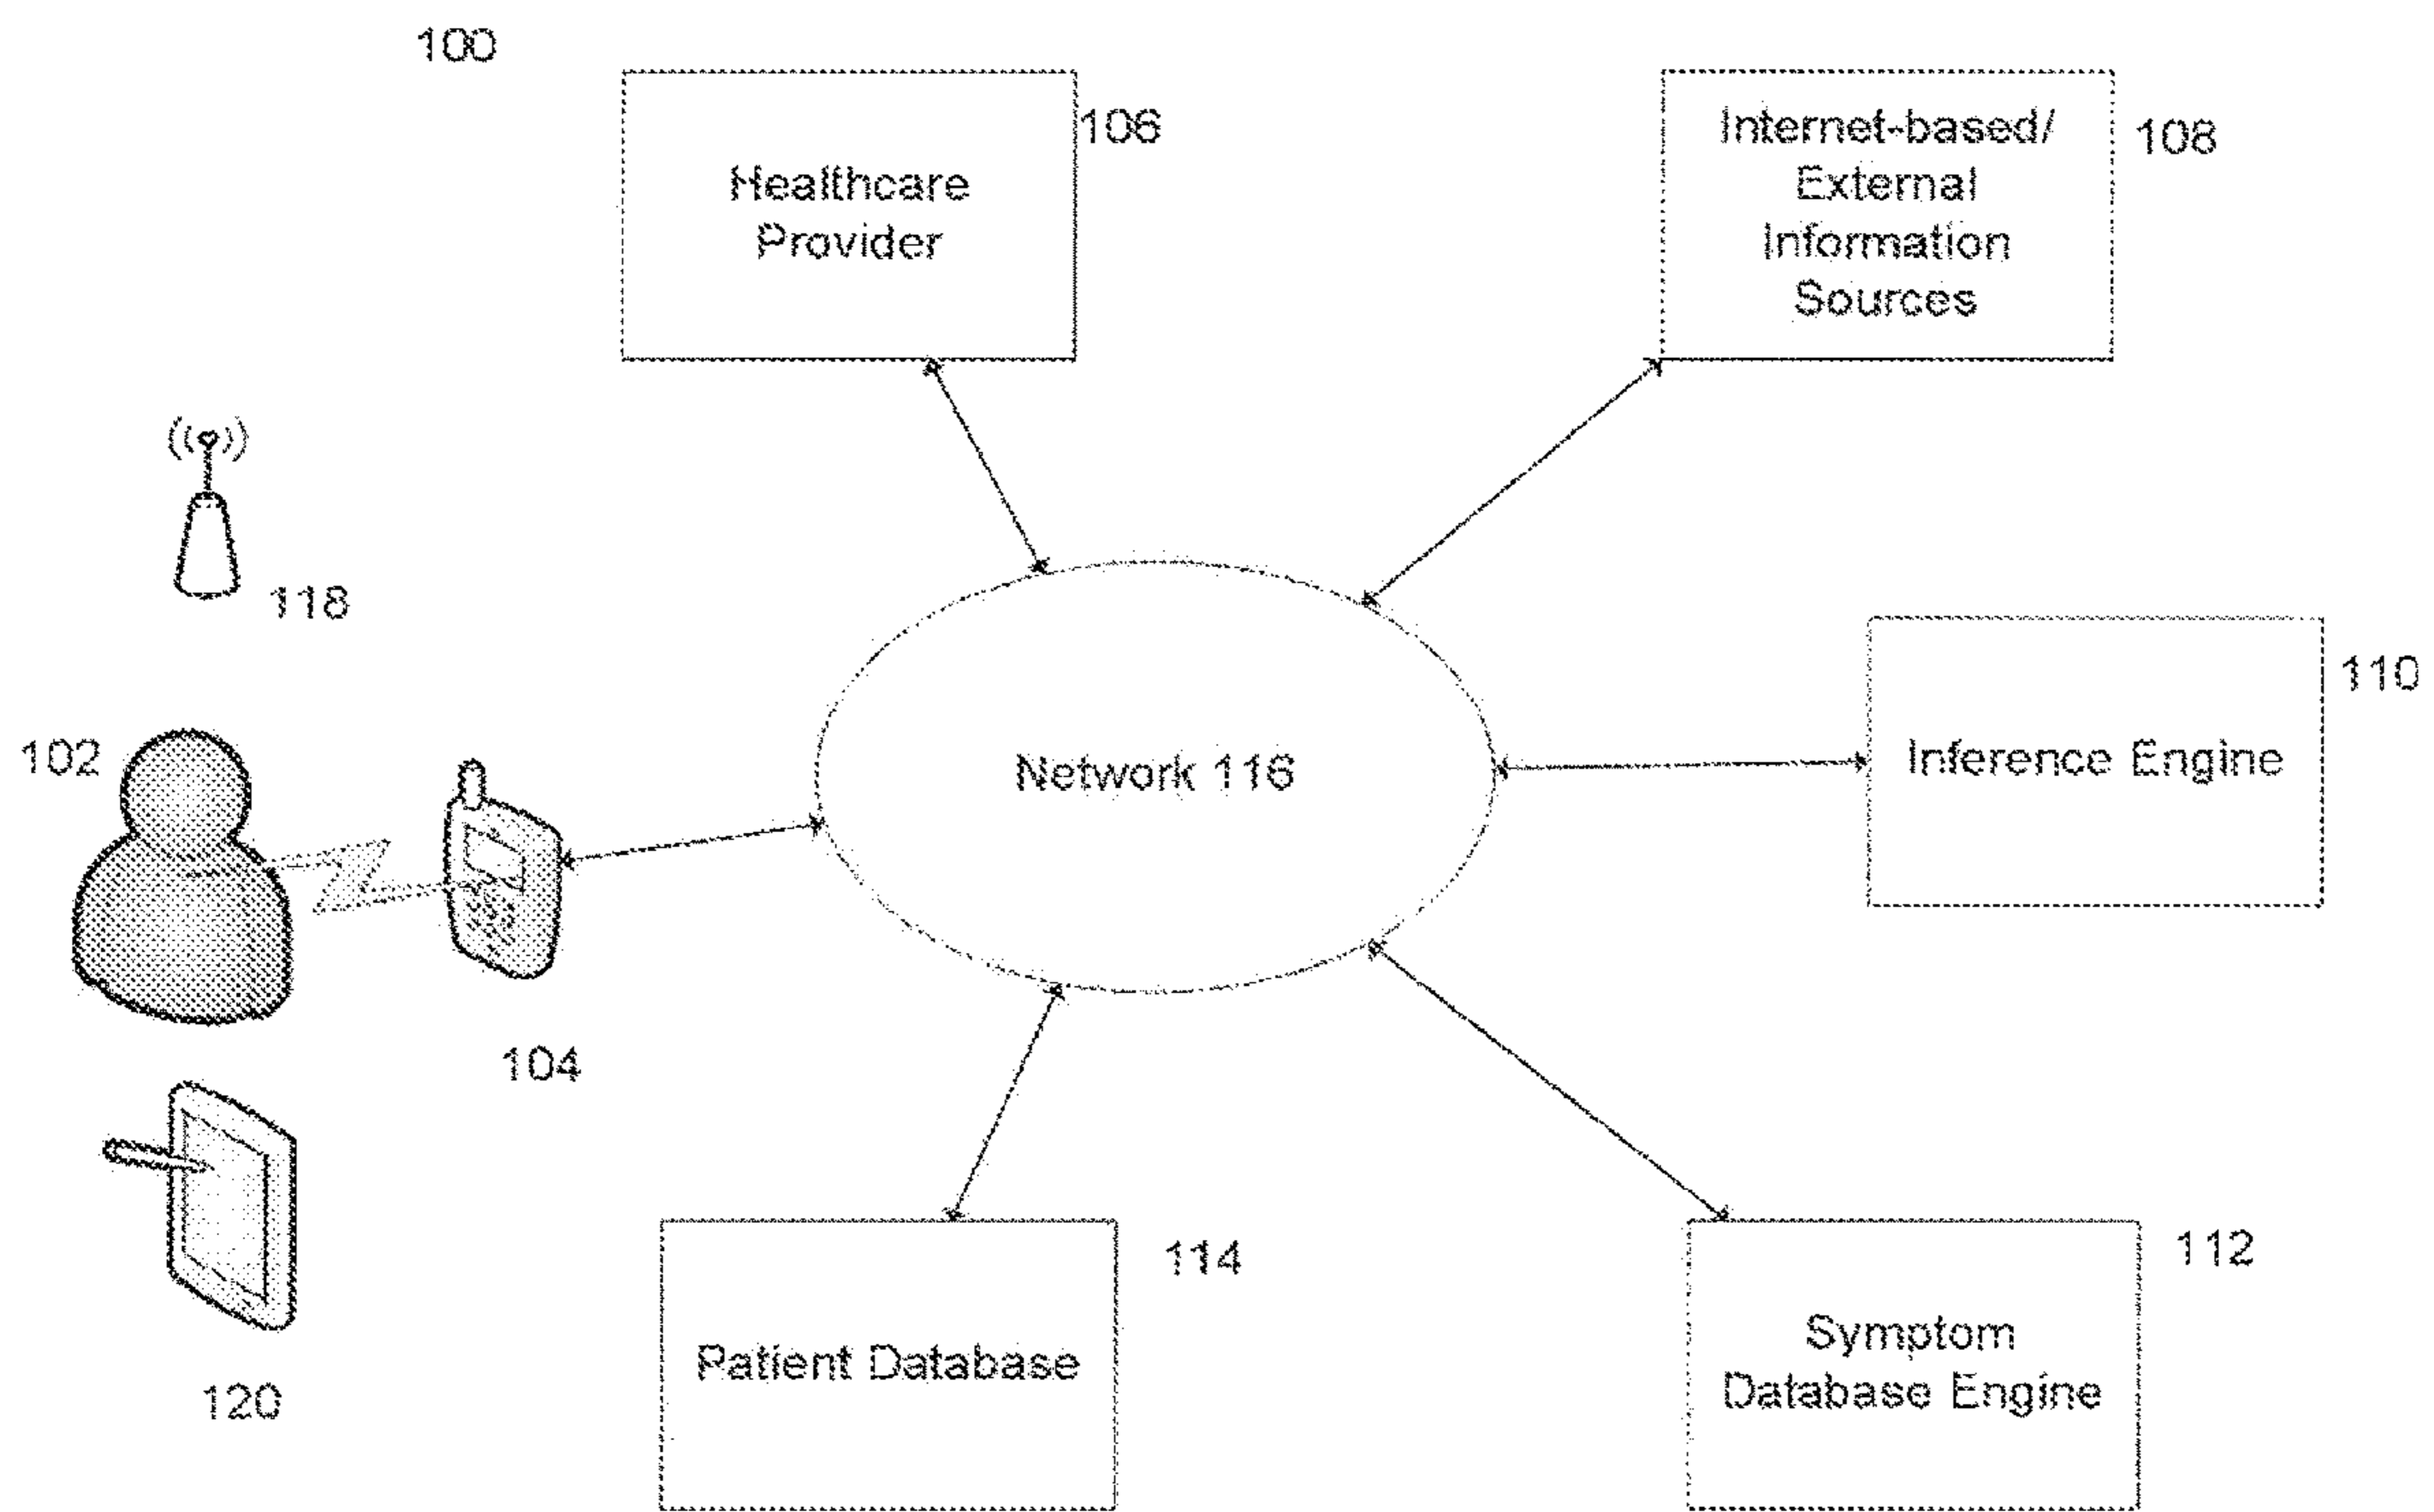 100
Healthcare
Provider
106
Internet-based/
External
Information
Sources
108
118
102
104
Network 116
Inference Engine
110
120
Patient Database
114
Symptom
Database Engine
112